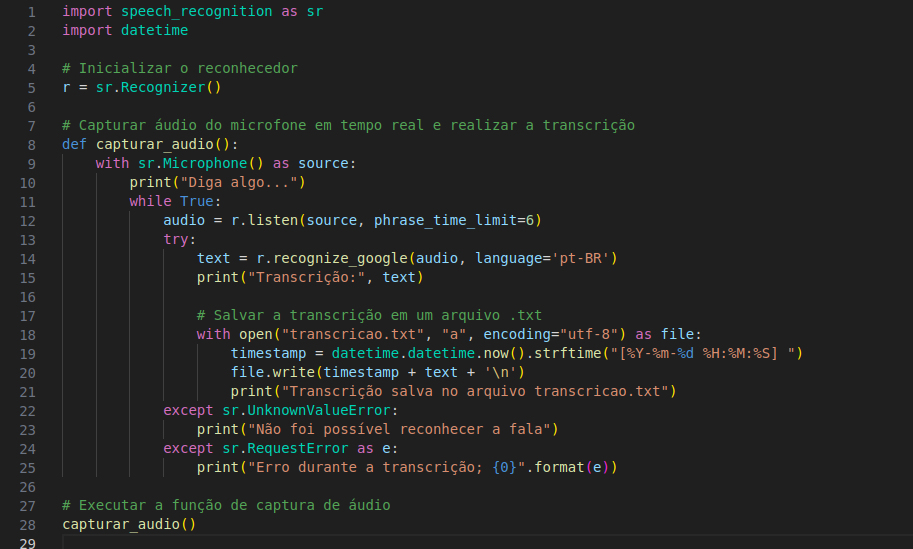 1 import speech_recognition as sr
2 import datetime
3
4 # Inicializar o reconhecedor
5 r = sr.Recognizer()
6
7 # Capturar áudio do microfone em tempo real e realizar a transcrição
8 def capturar_audio():
9     with sr.Microphone() as source:
10         print("Diga algo...")
11         while True:
12             audio = r.listen(source, phrase_time_limit=6)
13             try:
14                 text = r.recognize_google(audio, language='pt-BR')
15                 print("Transcrição:", text)
16
17                 # Salvar a transcrição em um arquivo .txt
18                 with open("transcricao.txt", "a", encoding="utf-8") as file:
19                     timestamp = datetime.datetime.now().strftime("[%Y-%m-%d %H:%M:%S] ")
20                     file.write(timestamp + text + '\n')
21                     print("Transcrição salva no arquivo transcricao.txt")
22             except sr.UnknownValueError:
23                 print("Não foi possível reconhecer a fala")
24             except sr.RequestError as e:
25                 print("Erro durante a transcrição; {0}".format(e))
26
27 # Executar a função de captura de áudio
28 capturar_audio()
29